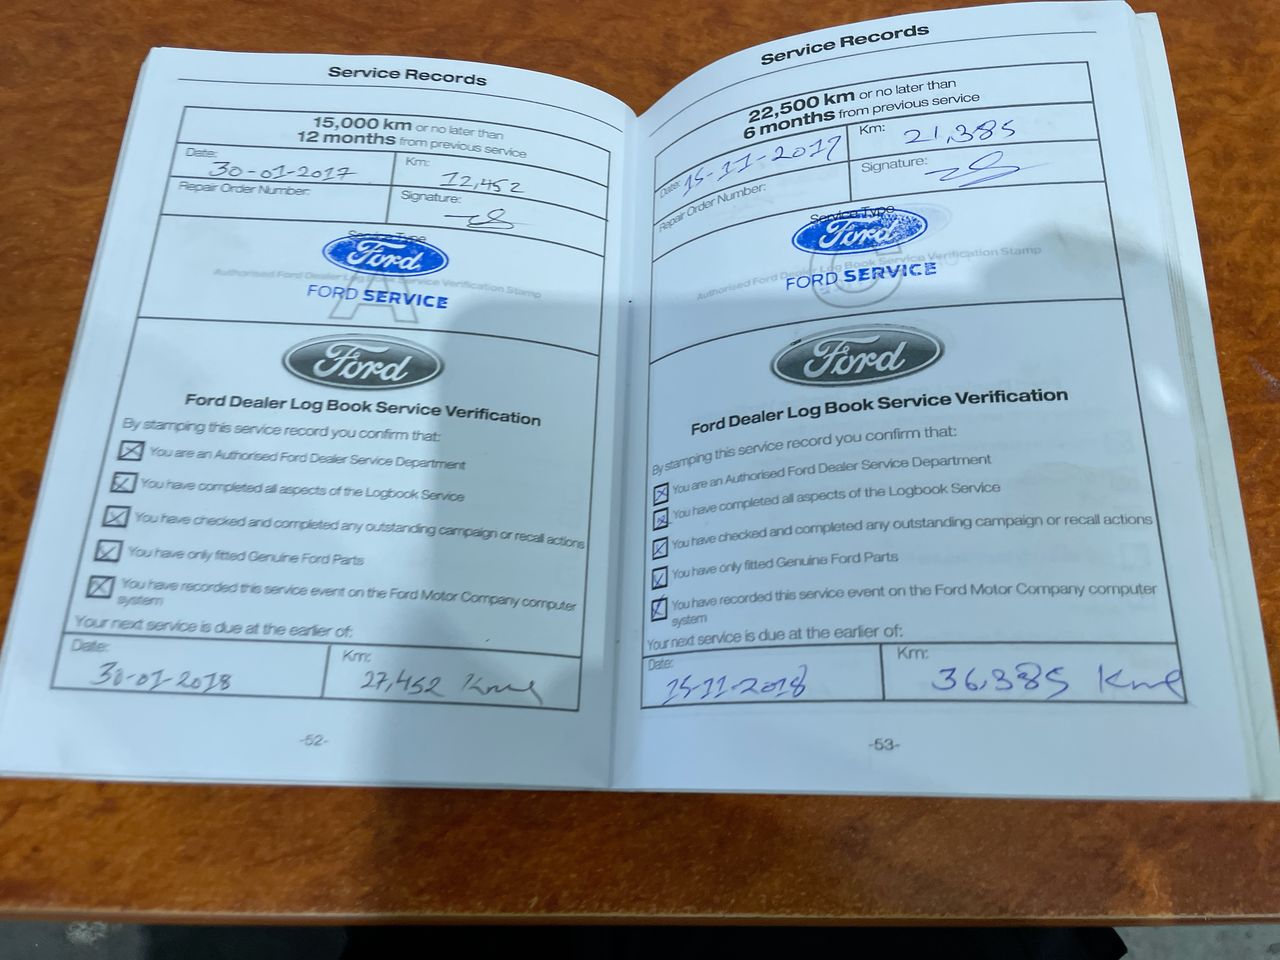 Service Records
15,000 km or no later than
12 months from previous service
Date: 30-01-2017
Km: 12,452
Repair Order Number:
Signature:
Service Type
Ford
Authorised Ford Dealer Log Book Service Verification Stamp
FORD SERVICE
A
Ford
Ford Dealer Log Book Service Verification
By stamping this service record you confirm that:
You are an Authorised Ford Dealer Service Department
You have completed all aspects of the Logbook Service
You have checked and completed any outstanding campaign or recall actions
You have only fitted Genuine Ford Parts
You have recorded this service event on the Ford Motor Company computer
system
Your next service is due at the earlier of:
Date: 30-01-2018
Km: 27,452
-52-
Service Records
22,500 km or no later than
6 months from previous service
Date: 15-11-2017
Km: 21,385
Repair Order Number:
Signature:
Service Type
Ford
Authorised Ford Dealer Log Book Service Verification Stamp
FORD SERVICE
Ford
Ford Dealer Log Book Service Verification
By stamping this service record you confirm that:
You are an Authorised Ford Dealer Service Department
You have completed all aspects of the Logbook Service
You have checked and completed any outstanding campaign or recall actions
You have only fitted Genuine Ford Parts
You have recorded this service event on the Ford Motor Company computer
system
Your next service is due at the earlier of:
Date: 15-11-2018
Km: 36,385
-53-